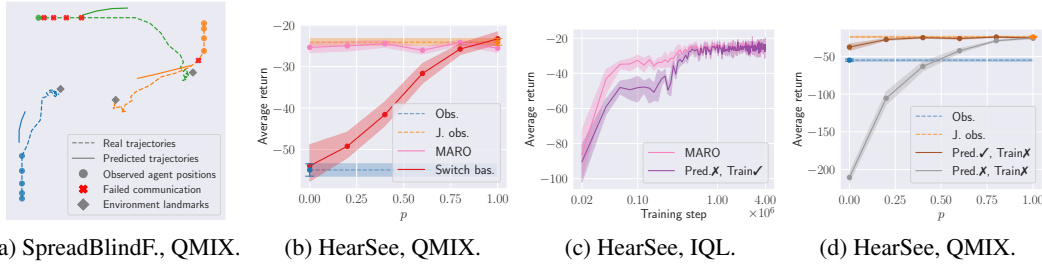 Real trajectories
Predicted trajectories
Observed agent positions
Failed communication
Environment landmarks
a) SpreadBlindF., QMIX.
Average return
−20
−30
−40
−50
0.00 0.25 0.50 0.75 1.00
p
Obs.
J. obs.
MARO
Switch bas.
(b) HearSee, QMIX.
Average return
−20
−40
−60
−80
−100
0.02 0.10 1.00 4.00
Training step ×10⁶
MARO
Pred.✗, Train✓
(c) HearSee, IQL.
Average return
−50
−100
−150
−200
0.00 0.25 0.50 0.75 1.00
p
Obs.
J. obs.
Pred.✓, Train✗
Pred.✗, Train✗
(d) HearSee, QMIX.